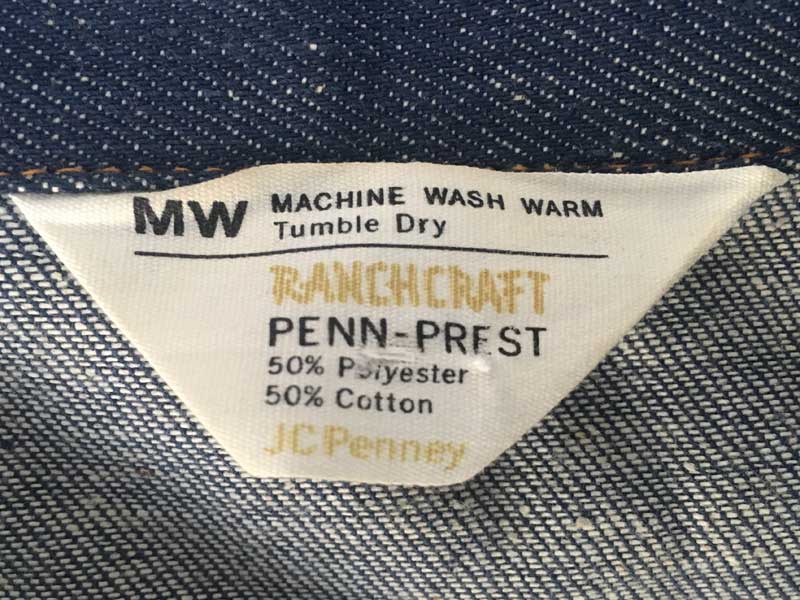 MW MACHINE WASH WARM
Tumble Dry
RANCHCRAFT
PENN-PREST
50% Polyester
50% Cotton
JCPenney